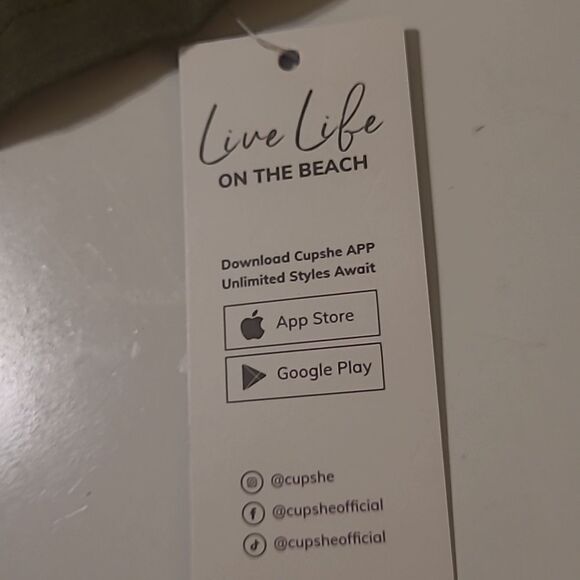 Live Life
ON THE BEACH
Download Cupshe APP
Unlimited Styles Await
App Store
Google Play
@cupshe
@cupsheofficial
@cupsheofficial